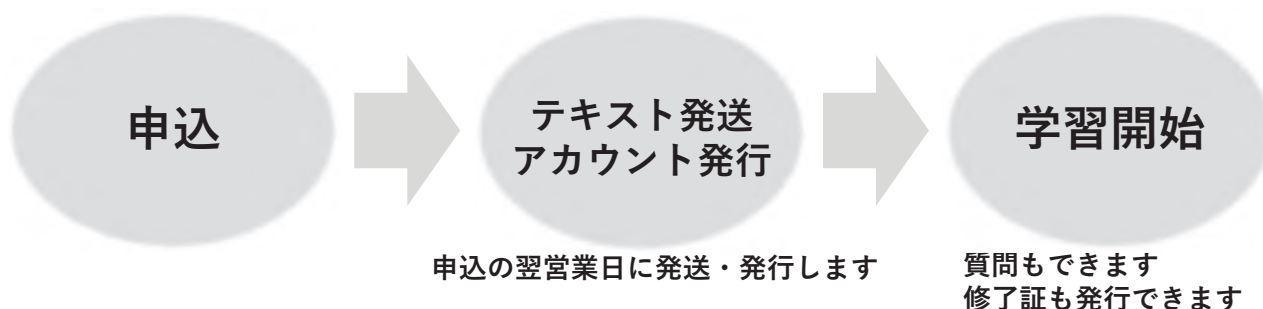 申込
テキスト発送
アカウント発行
学習開始
申込の翌営業日に発送・発行します
質問もできます
修了証も発行できます